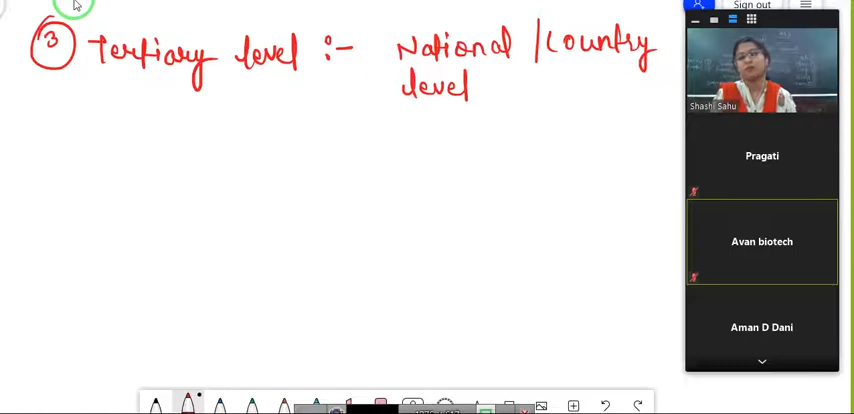 Sign out
③ Tertiary level :- National / Country
level
Shashi Sahu
Pragati
Avan biotech
Aman D Dani